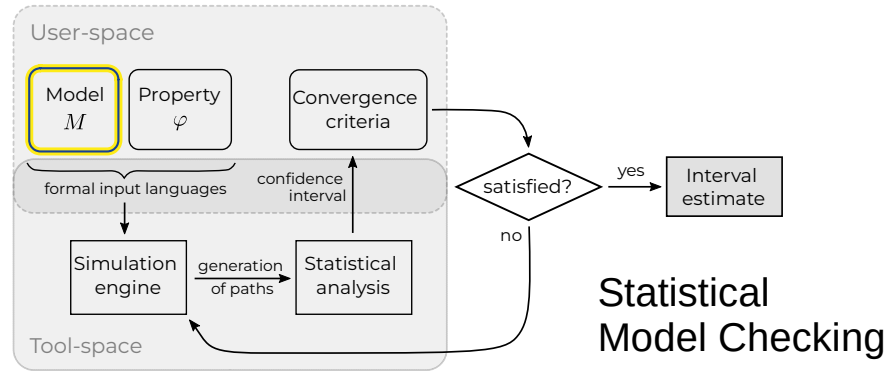 User-space
Model
M
Property
φ
Convergence
criteria
formal input languages
confidence
interval
satisfied?
yes
Interval
estimate
no
Simulation
engine
generation
of paths
Statistical
analysis
Tool-space
Statistical
Model Checking